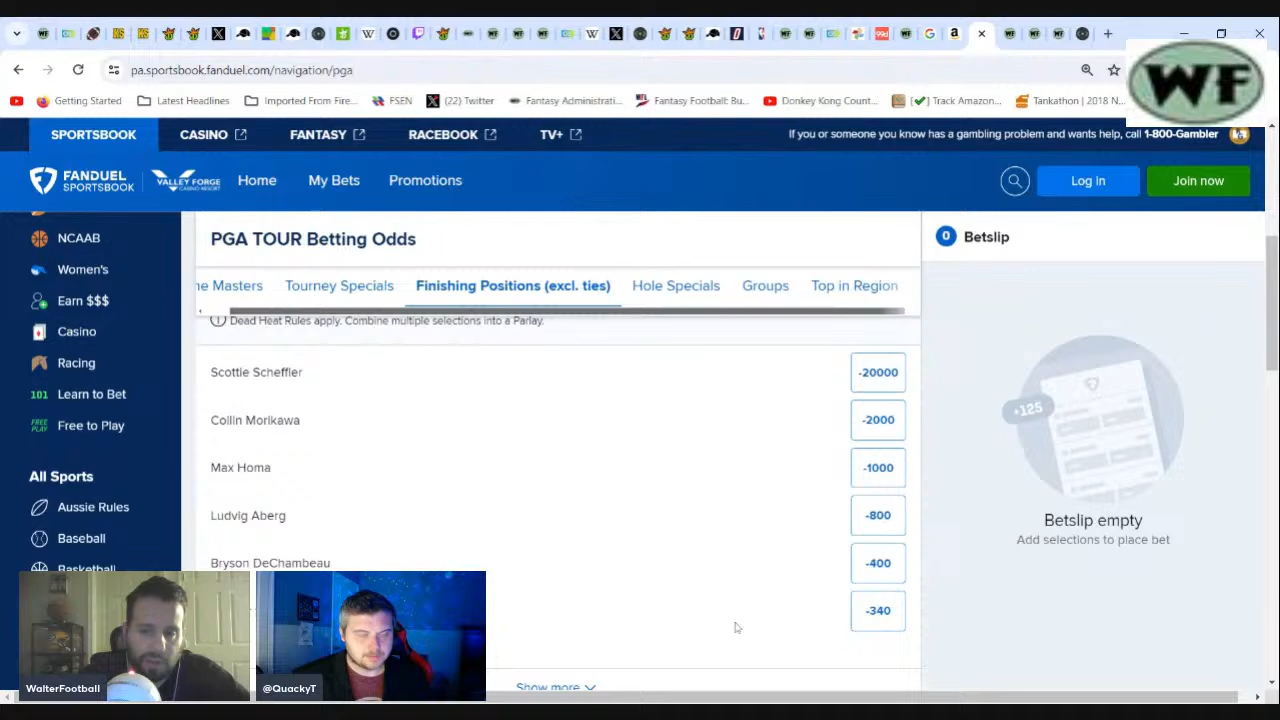 pa.sportsbook.fanduel.com/navigation/pga
WF
Getting Started
Latest Headlines
Imported From Fire...
FSEN
(22) Twitter
Fantasy Administrati...
Fantasy Football: Bu...
Donkey Kong Count...
Track Amazon...
Tankathon | 2018 N...
SPORTSBOOK
CASINO
FANTASY
RACEBOOK
TV+
If you or someone you know has a gambling problem and wants help, call 1-800-Gambler
FANDUEL SPORTSBOOK
VALLEY FORGE CASINO RESORT
Home
My Bets
Promotions
Log in
Join now
NCAAB
Women's
Earn $$$
Casino
Racing
101 Learn to Bet
FREE PLAY Free to Play
All Sports
Aussie Rules
Baseball
Basketball
PGA TOUR Betting Odds
ne Masters
Tourney Specials
Finishing Positions (excl. ties)
Hole Specials
Groups
Top in Region
Dead Heat Rules apply. Combine multiple selections into a Parlay.
Scottie Scheffler -20000
Collin Morikawa -2000
Max Homa -1000
Ludvig Aberg -800
Bryson DeChambeau -400
-340
Show more
0 Betslip
+125
Betslip empty
Add selections to place bet
WalterFootball
@QuackyT